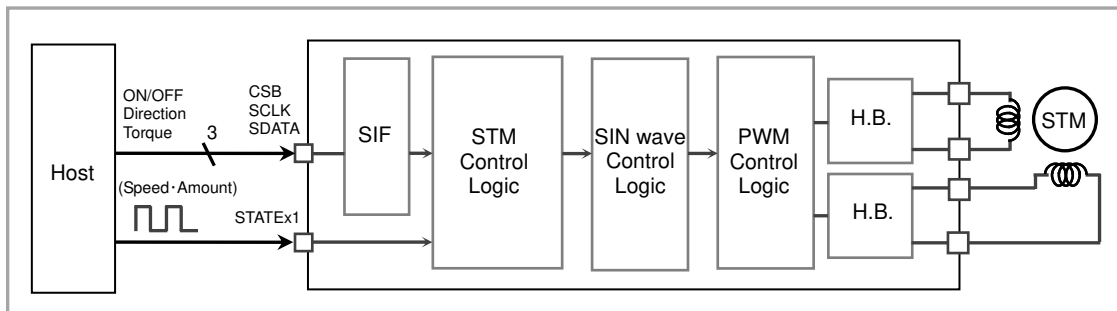 Host
ON/OFF
Direction
Torque
3
CSB
SCLK
SDATA
(Speed・Amount)
STATEx1
SIF
STM
Control
Logic
SIN wave
Control
Logic
PWM
Control
Logic
H.B.
H.B.
STM